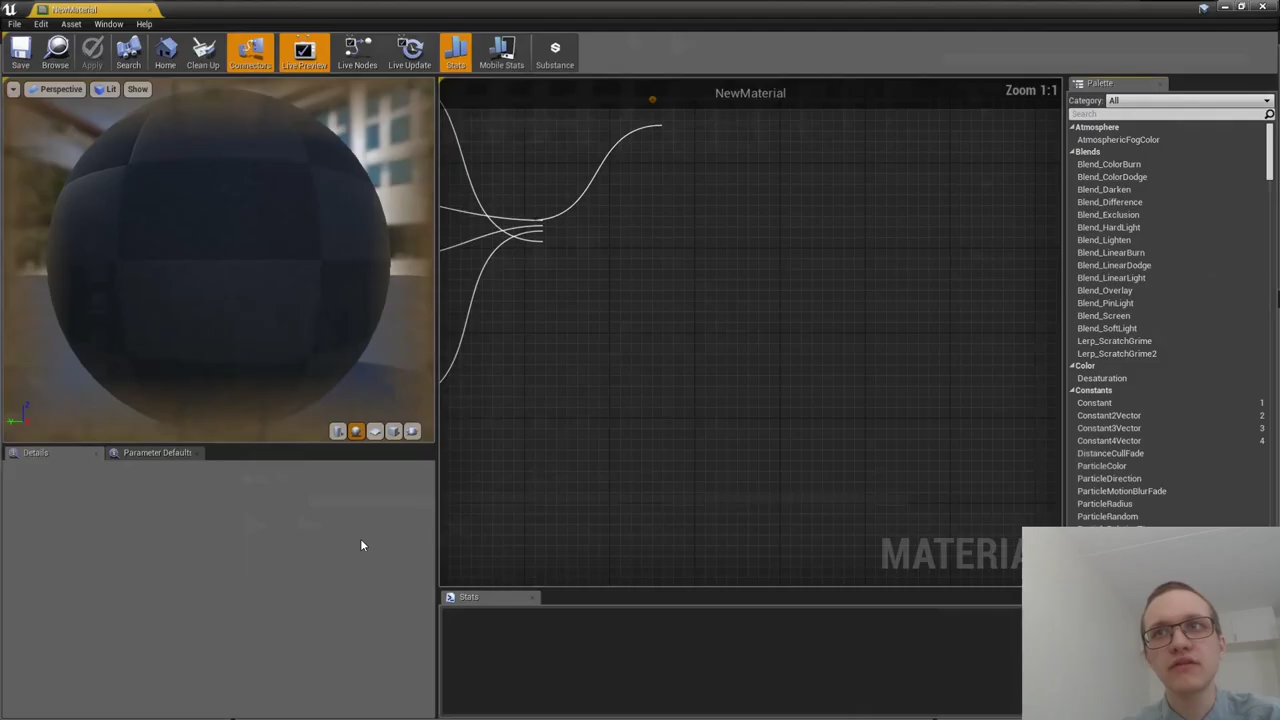 NewMaterial
File Edit Asset Window Help
Save Browse Apply Search Home Clean Up Connectors Live Preview Live Nodes Live Update Stats Mobile Stats Substance
Perspective Lit Show
NewMaterial
Zoom 1:1
MATERIA
Details Parameter Defaults
Stats
Palette
Category: All
Search
Atmosphere
AtmosphericFogColor
Blends
Blend_ColorBurn
Blend_ColorDodge
Blend_Darken
Blend_Difference
Blend_Exclusion
Blend_HardLight
Blend_Lighten
Blend_LinearBurn
Blend_LinearDodge
Blend_LinearLight
Blend_Overlay
Blend_PinLight
Blend_Screen
Blend_SoftLight
Lerp_ScratchGrime
Lerp_ScratchGrime2
Color
Desaturation
Constants
Constant 1
Constant2Vector 2
Constant3Vector 3
Constant4Vector 4
DistanceCullFade
ParticleColor
ParticleDirection
ParticleMotionBlurFade
ParticleRadius
ParticleRandom